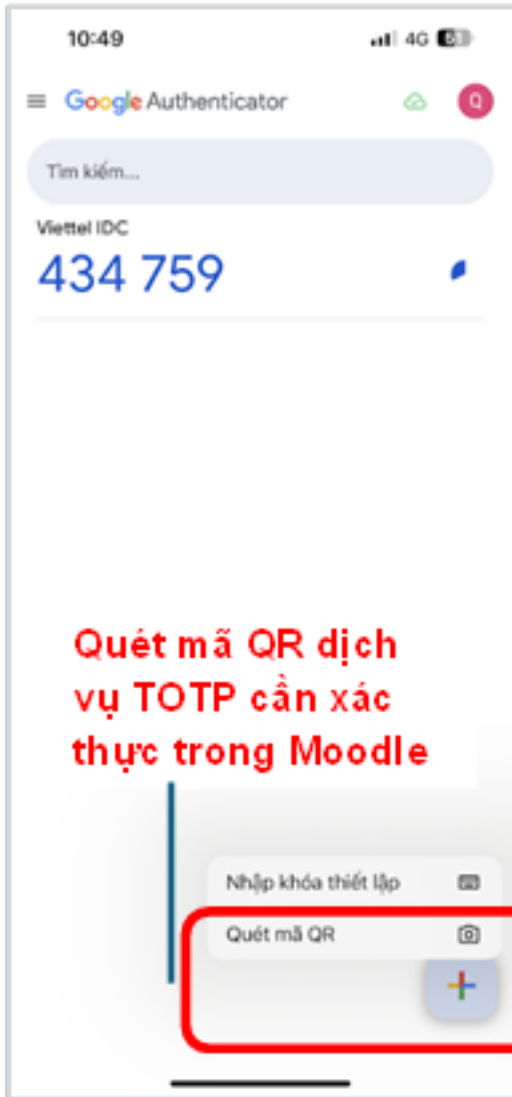 10:49
4G
Google Authenticator
Q
Tìm kiếm...
Viettel IDC
434 759
Quét mã QR dịch
vụ TOTP cần xác
thực trong Moodle
Nhập khóa thiết lập
Quét mã QR